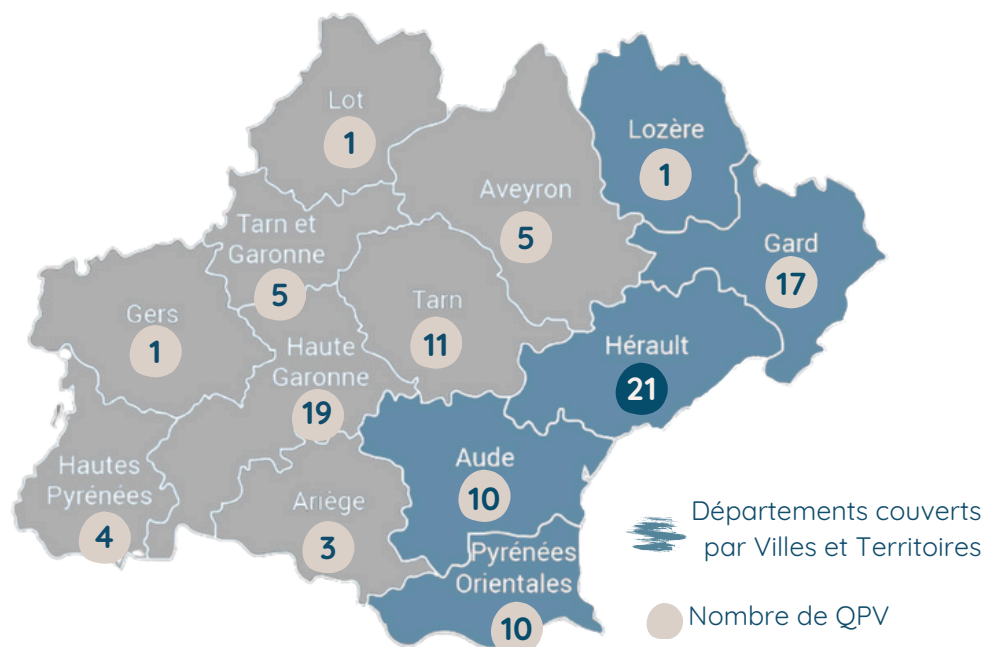 Lot
1
Lozère
1
Aveyron
5
Tarn et
Garonne
5
Gard
17
Tarn
11
Gers
1
Haute
Garonne
19
Hérault
21
Hautes
Pyrénées
4
Ariège
3
Aude
10
Pyrénées
Orientales
10
Départements couverts
par Villes et Territoires
Nombre de QPV